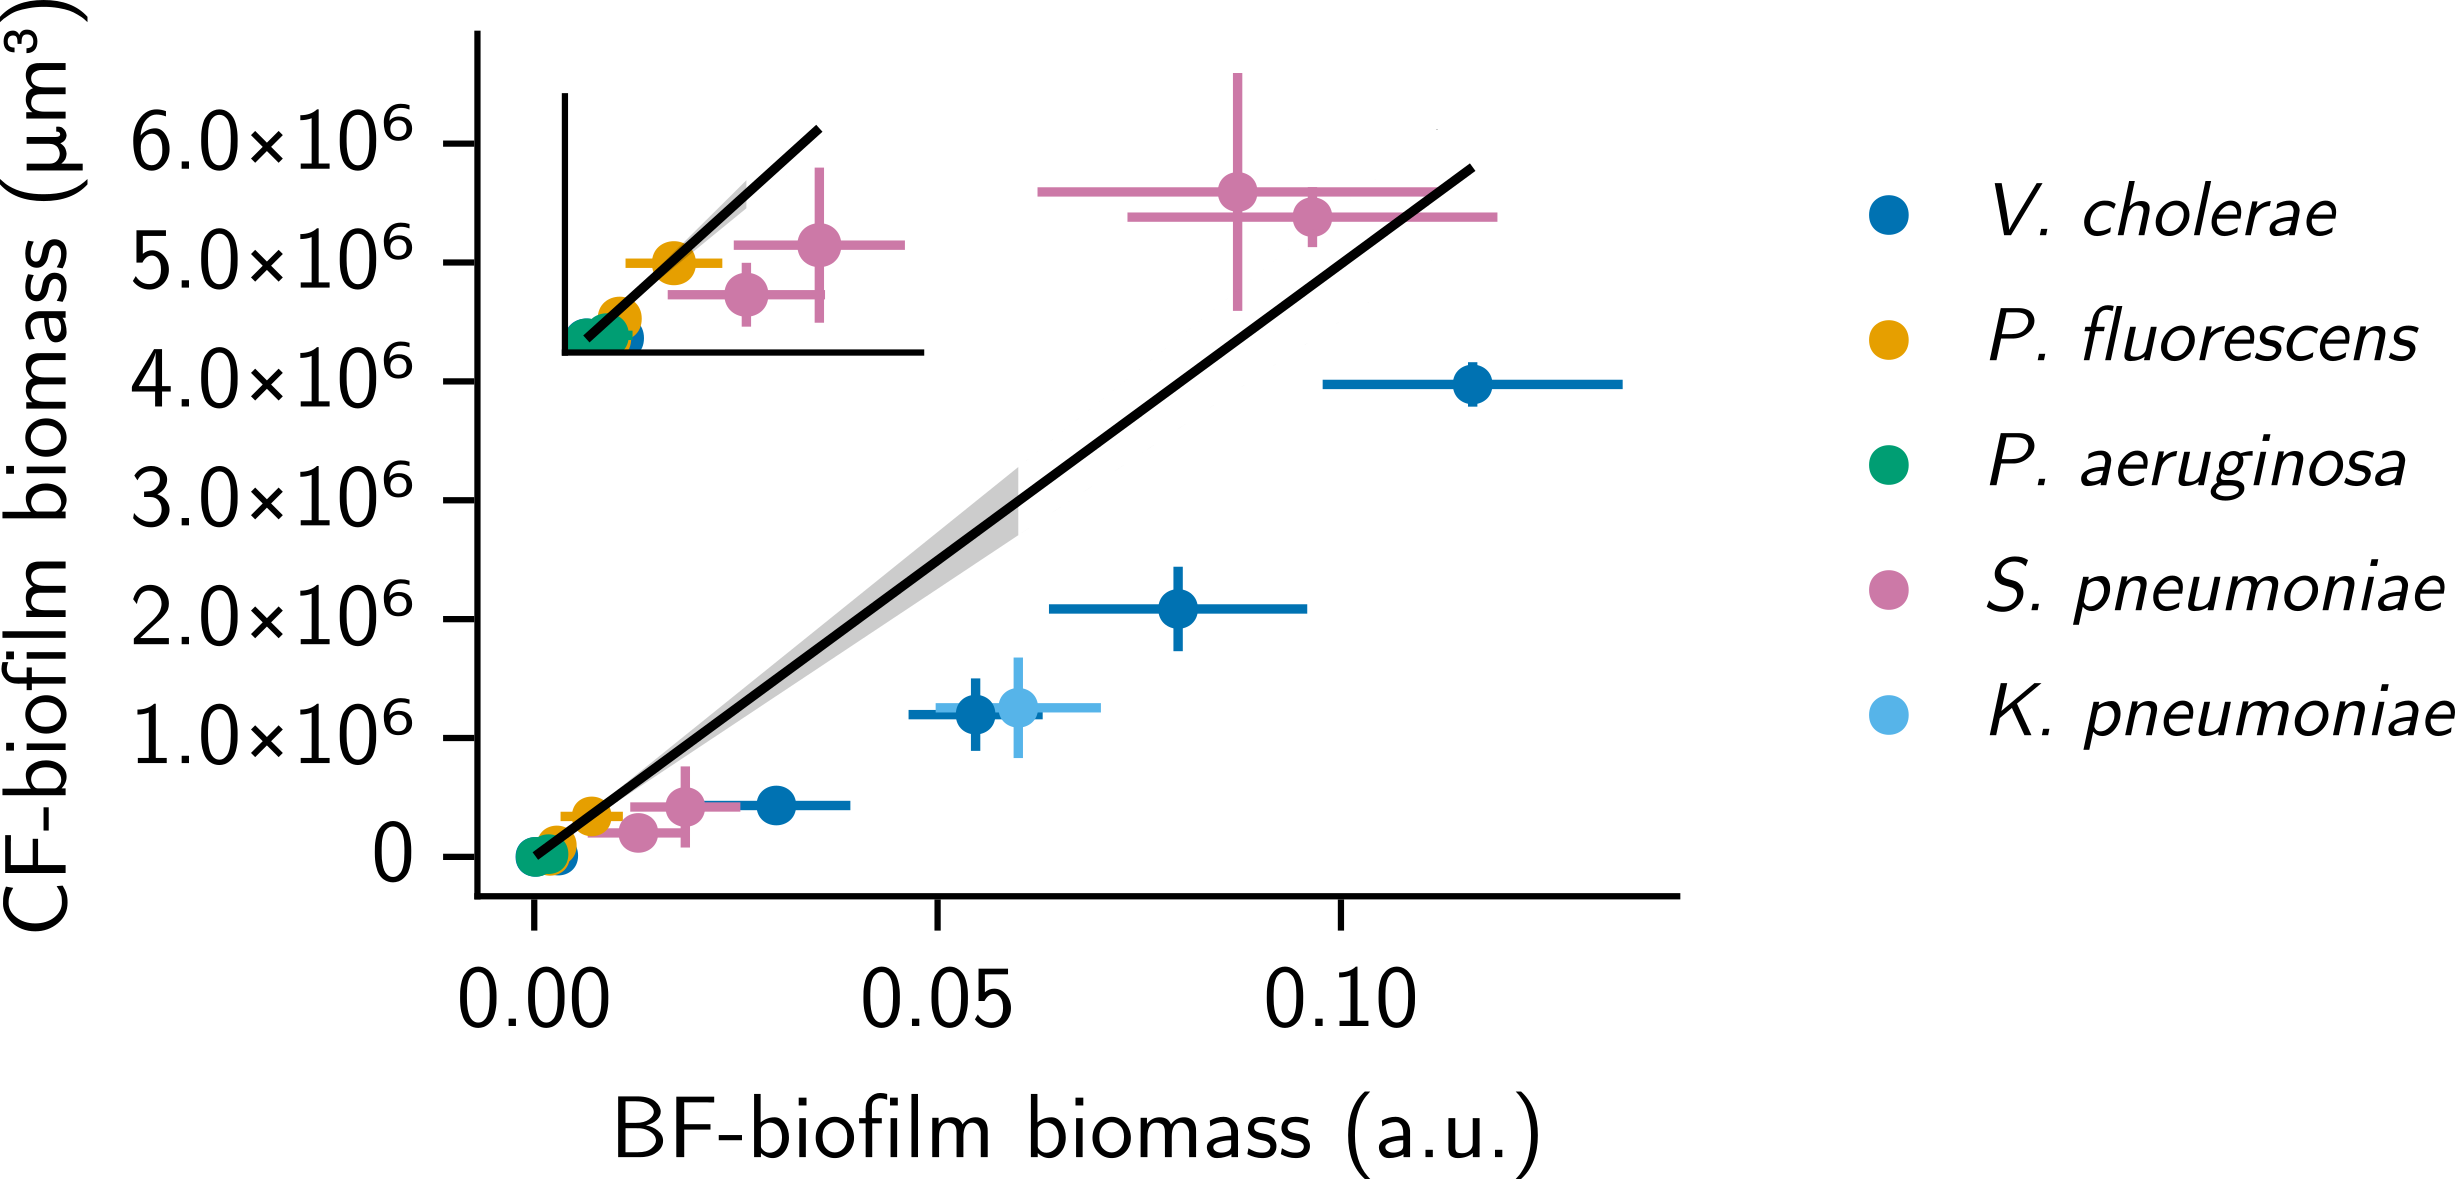 CF-biofilm biomass (µm³)
6.0×10⁶
5.0×10⁶
4.0×10⁶
3.0×10⁶
2.0×10⁶
1.0×10⁶
0
0.00 0.05 0.10
BF-biofilm biomass (a.u.)
V. cholerae
P. fluorescens
P. aeruginosa
S. pneumoniae
K. pneumoniae